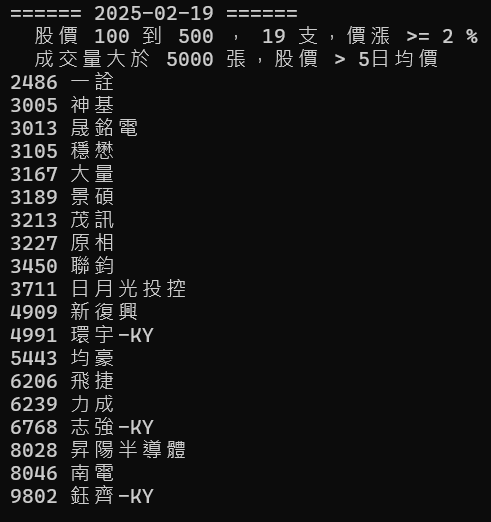 ====== 2025-02-19 ======
股價 100 到 500 , 19 支，價漲 >= 2 %
成交量大於 5000 張，股價 > 5日均價
2486 一詮
3005 神基
3013 晟銘電
3105 穩懋
3167 大量
3189 景碩
3213 茂訊
3227 原相
3450 聯鈞
3711 日月光投控
4909 新復興
4991 環宇-KY
5443 均豪
6206 飛捷
6239 力成
6768 志強-KY
8028 昇陽半導體
8046 南電
9802 鈺齊-KY